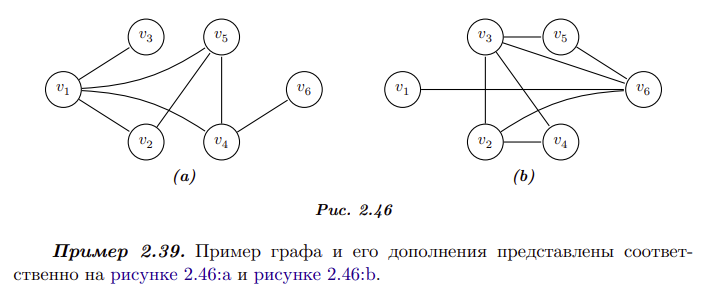 v3 v5 v3 v5
v1 v6 v1 v6
v2 v4 v2 v4
(a) (b)
Рис. 2.46
Пример 2.39. Пример графа и его дополнения представлены соответ-
ственно на рисунке 2.46:a и рисунке 2.46:b.